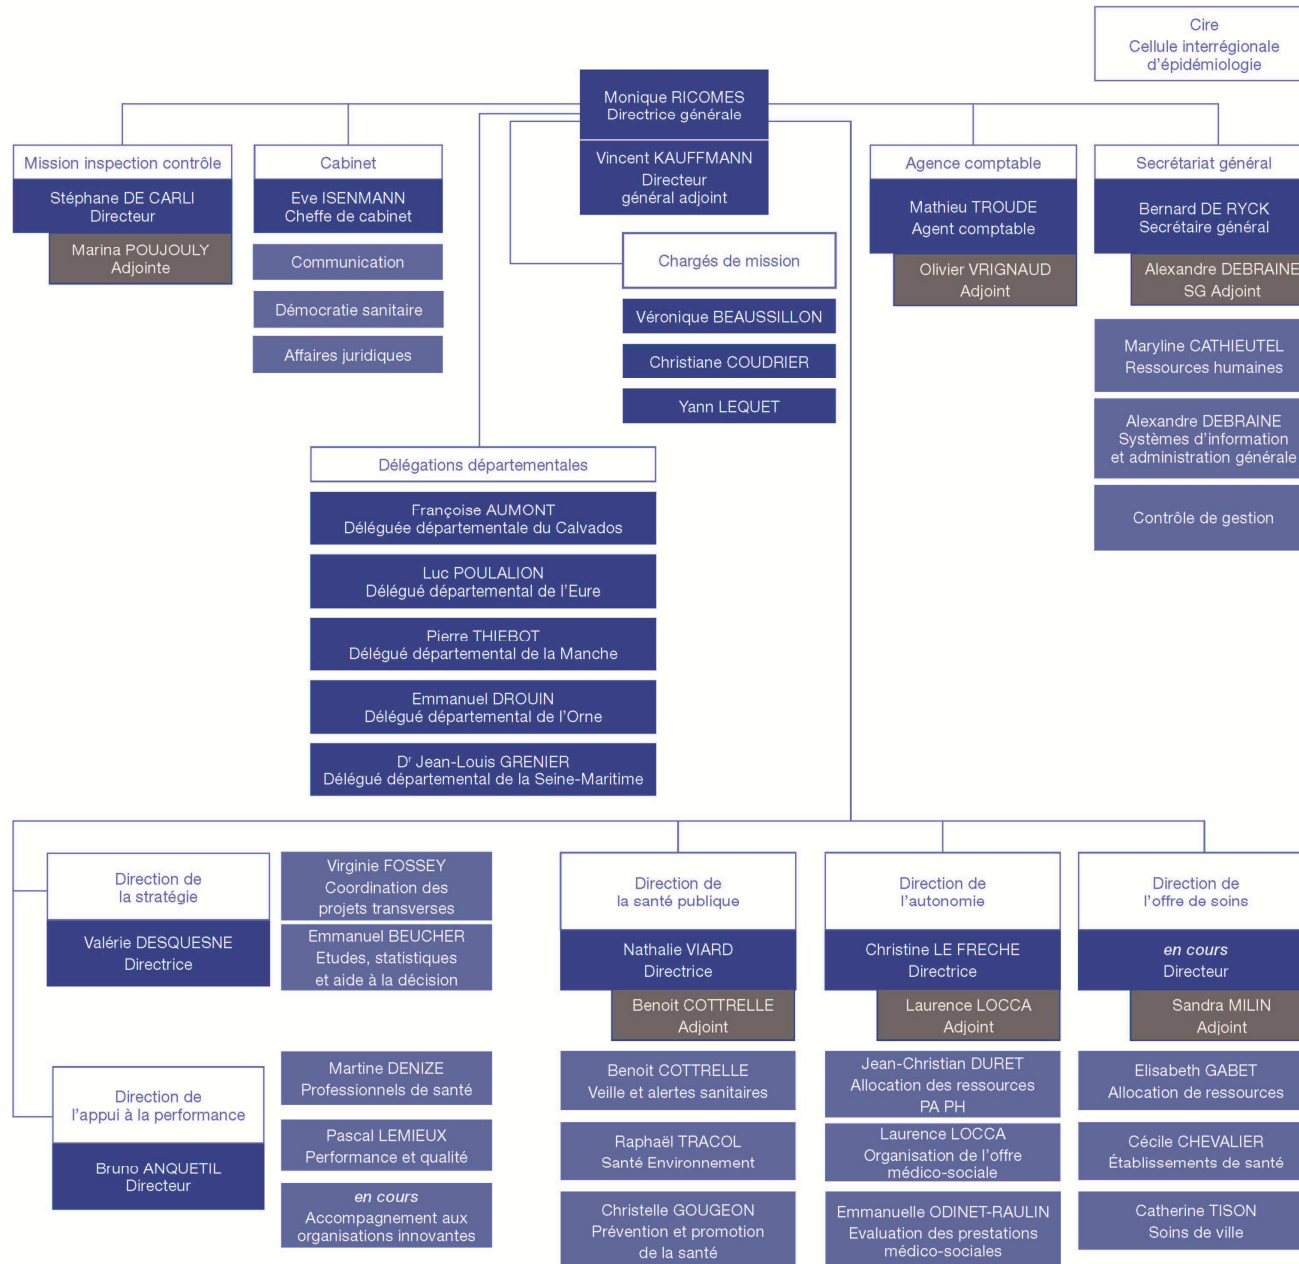 Cire
Cellule interrégionale
d'épidémiologie
Monique RICOMES
Directrice générale
Vincent KAUFFMANN
Directeur
général adjoint
Mission inspection contrôle
Stéphane DE CARLI
Directeur
Marina POUJOULY
Adjointe
Cabinet
Eve ISENMANN
Cheffe de cabinet
Communication
Démocratie sanitaire
Affaires juridiques
Chargés de mission
Véronique BEAUSSILLON
Christiane COUDRIER
Yann LEQUET
Agence comptable
Mathieu TROUDE
Agent comptable
Olivier VRIGNAUD
Adjoint
Secrétariat général
Bernard DE RYCK
Secrétaire général
Alexandre DEBRAINE
SG Adjoint
Maryline CATHIEUTEL
Ressources humaines
Alexandre DEBRAINE
Systèmes d'information
et administration générale
Contrôle de gestion
Délégations départementales
Françoise AUMONT
Déléguée départementale du Calvados
Luc POULALION
Délégué départemental de l'Eure
Pierre THIEBOT
Délégué départemental de la Manche
Emmanuel DROUIN
Délégué départemental de l'Orne
Dr Jean-Louis GRENIER
Délégué départemental de la Seine-Maritime
Direction de
la stratégie
Valérie DESQUESNE
Directrice
Virginie FOSSEY
Coordination des
projets transverses
Emmanuel BEUCHER
Etudes, statistiques
et aide à la décision
Direction de
l'appui à la performance
Bruno ANQUETIL
Directeur
Martine DENIZE
Professionnels de santé
Pascal LEMIEUX
Performance et qualité
en cours
Accompagnement aux
organisations innovantes
Direction de
la santé publique
Nathalie VIARD
Directrice
Benoit COTTRELLE
Adjoint
Benoit COTTRELLE
Veille et alertes sanitaires
Raphaël TRACOL
Santé Environnement
Christelle GOUGEON
Prévention et promotion
de la santé
Direction de
l'autonomie
Christine LE FRECHE
Directrice
Laurence LOCCA
Adjoint
Jean-Christian DURET
Allocation des ressources
PA PH
Laurence LOCCA
Organisation de l'offre
médico-sociale
Emmanuelle ODINET-RAULIN
Evaluation des prestations
médico-sociales
Direction de
l'offre de soins
en cours
Directeur
Sandra MILIN
Adjoint
Elisabeth GABET
Allocation de ressources
Cécile CHEVALIER
Établissements de santé
Catherine TISON
Soins de ville